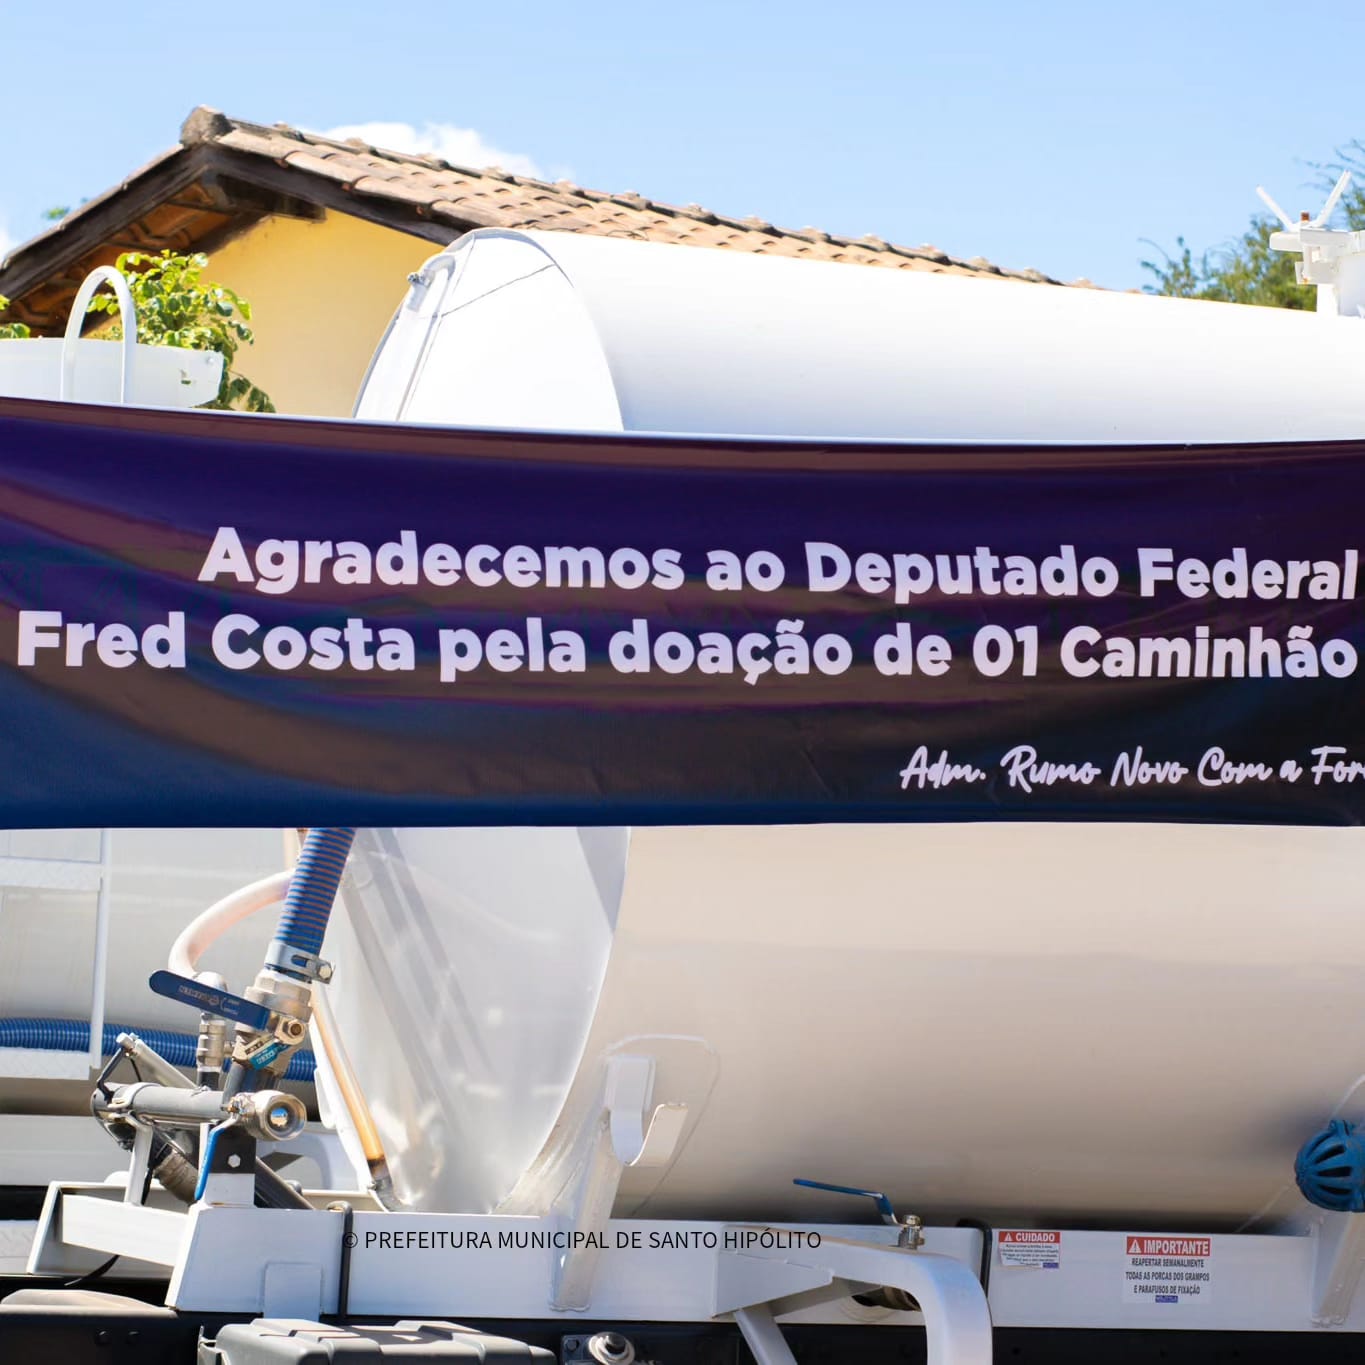 Agradecemos ao Deputado Federal
Fred Costa pela doação de 01 Caminhão
Adm. Rumo Novo Com a For
© PREFEITURA MUNICIPAL DE SANTO HIPÓLITO
CUIDADO
IMPORTANTE
REAPERTAR SEMANALMENTE
TODAS AS PORCAS DOS GRAMPOS
E PARAFUSOS DE FIXAÇÃO